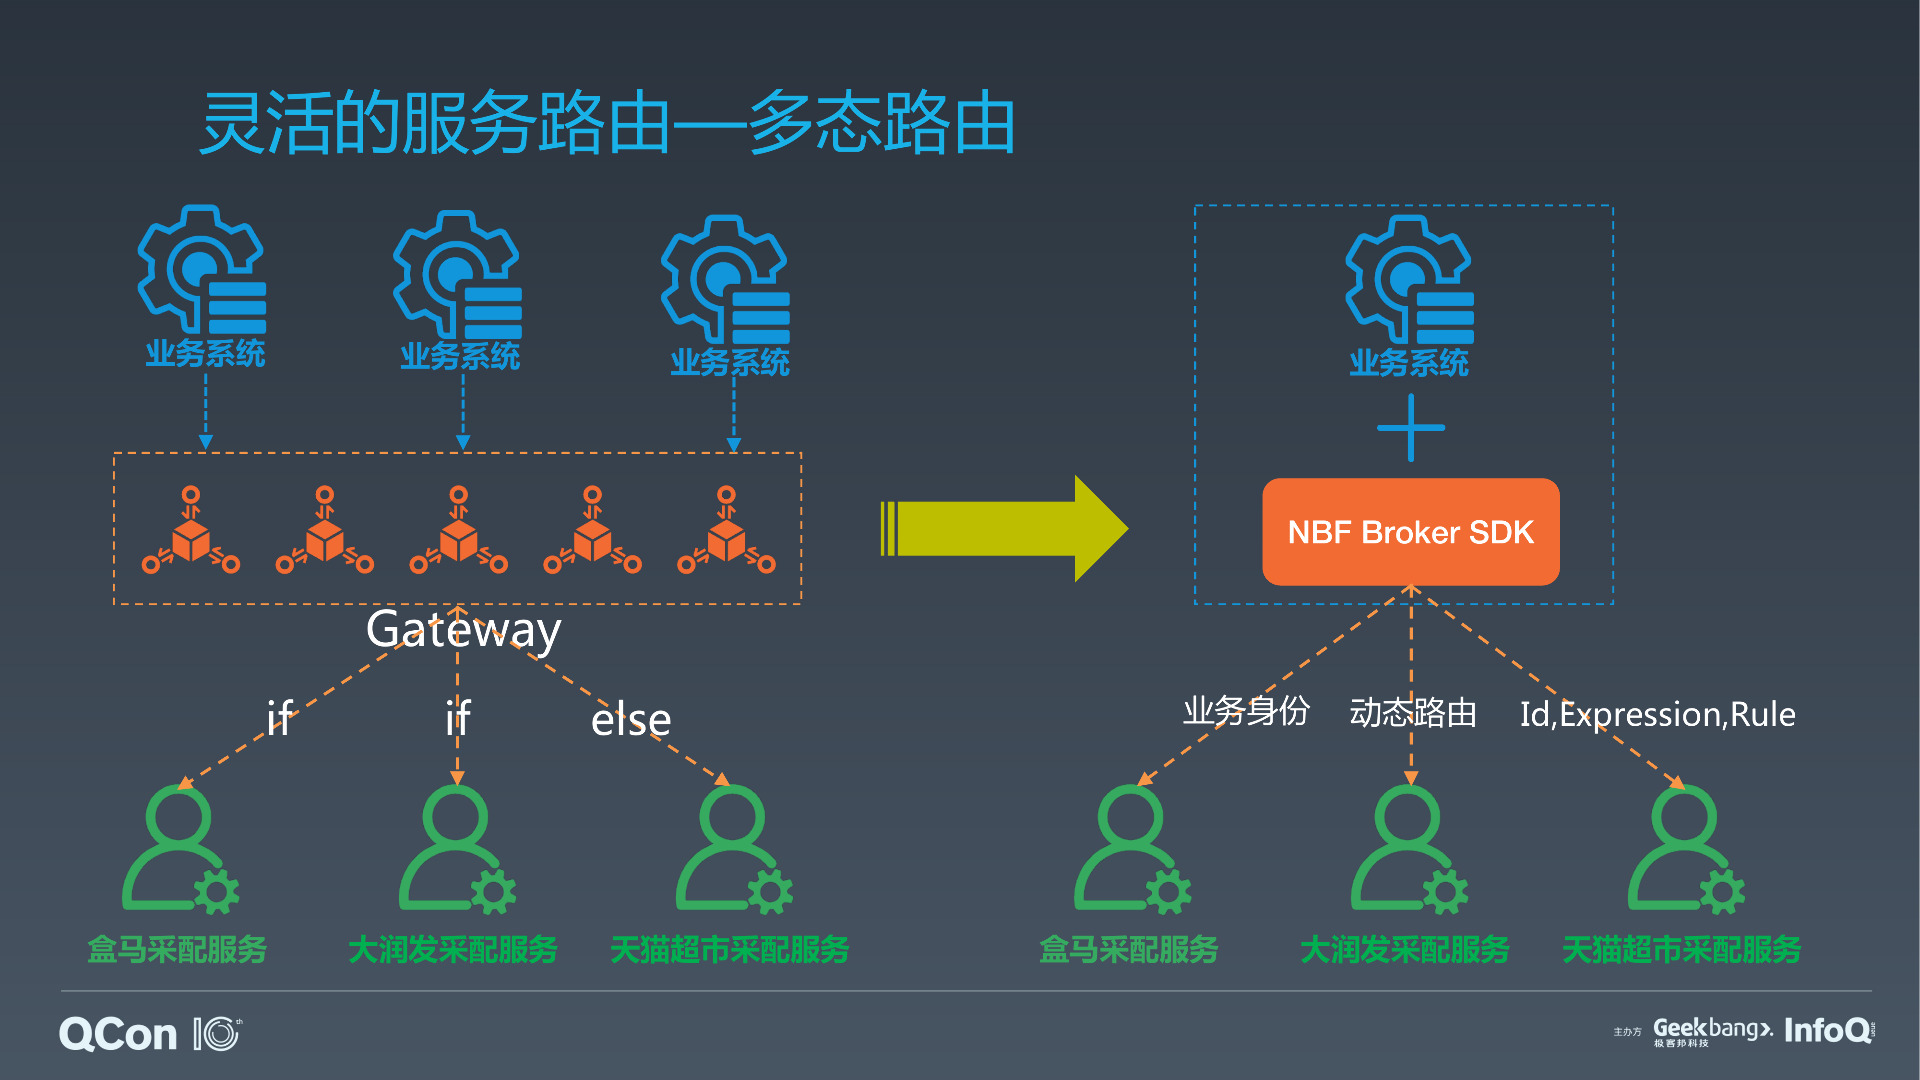 灵活的服务路由—多态路由
业务系统
业务系统
业务系统
Gateway
if
if
else
盒马采配服务
大润发采配服务
天猫超市采配服务
业务系统
NBF Broker SDK
业务身份
动态路由
Id,Expression,Rule
盒马采配服务
大润发采配服务
天猫超市采配服务
QCon 10th
主办方
Geekbang>.
极客邦科技
InfoQ